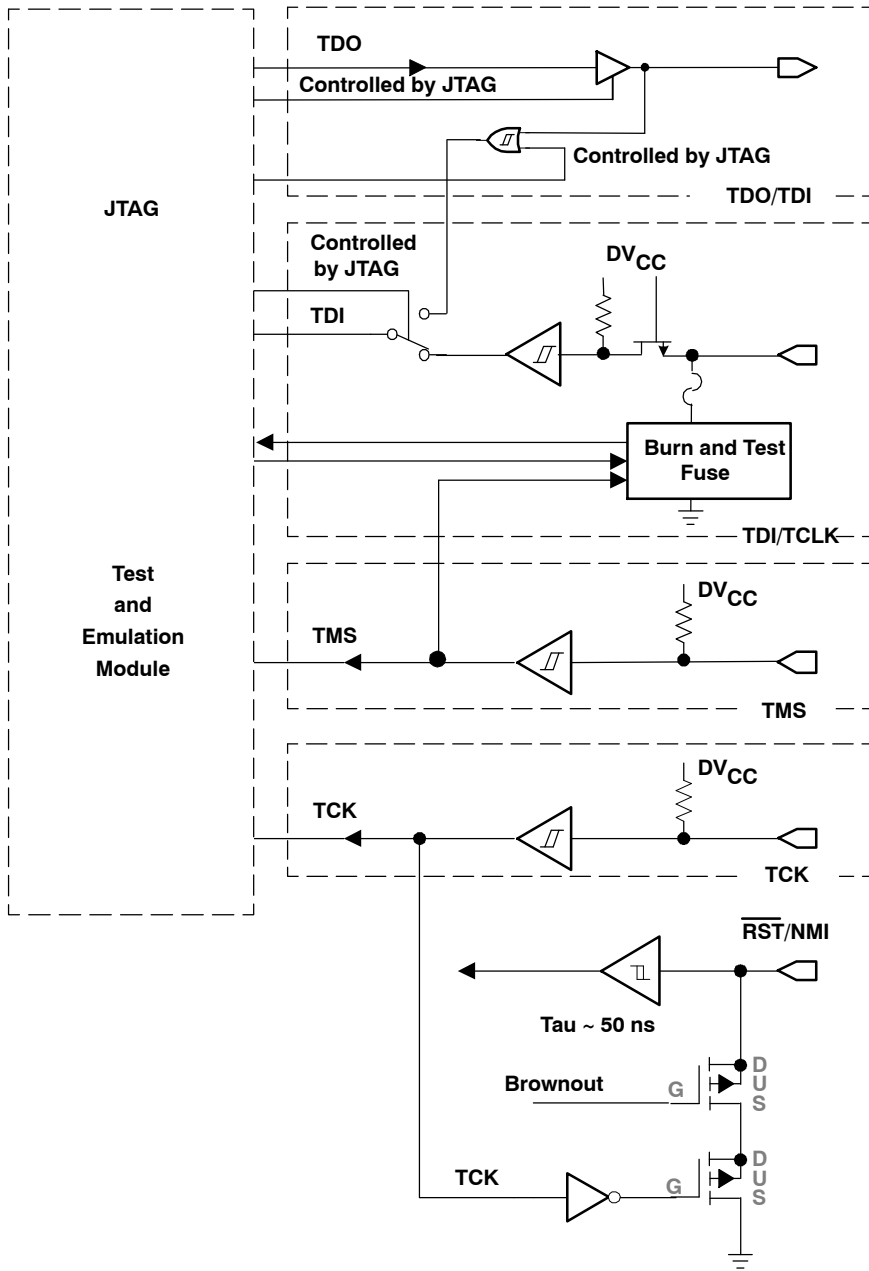 TDO
Controlled by JTAG
Controlled by JTAG
TDO/TDI
JTAG
Controlled
by JTAG
DVCC
TDI
Burn and Test
Fuse
TDI/TCLK
Test
and
Emulation
Module
DVCC
TMS
TMS
DVCC
TCK
TCK
RST/NMI
Tau ~ 50 ns
Brownout
G
D
U
S
TCK
G
D
U
S